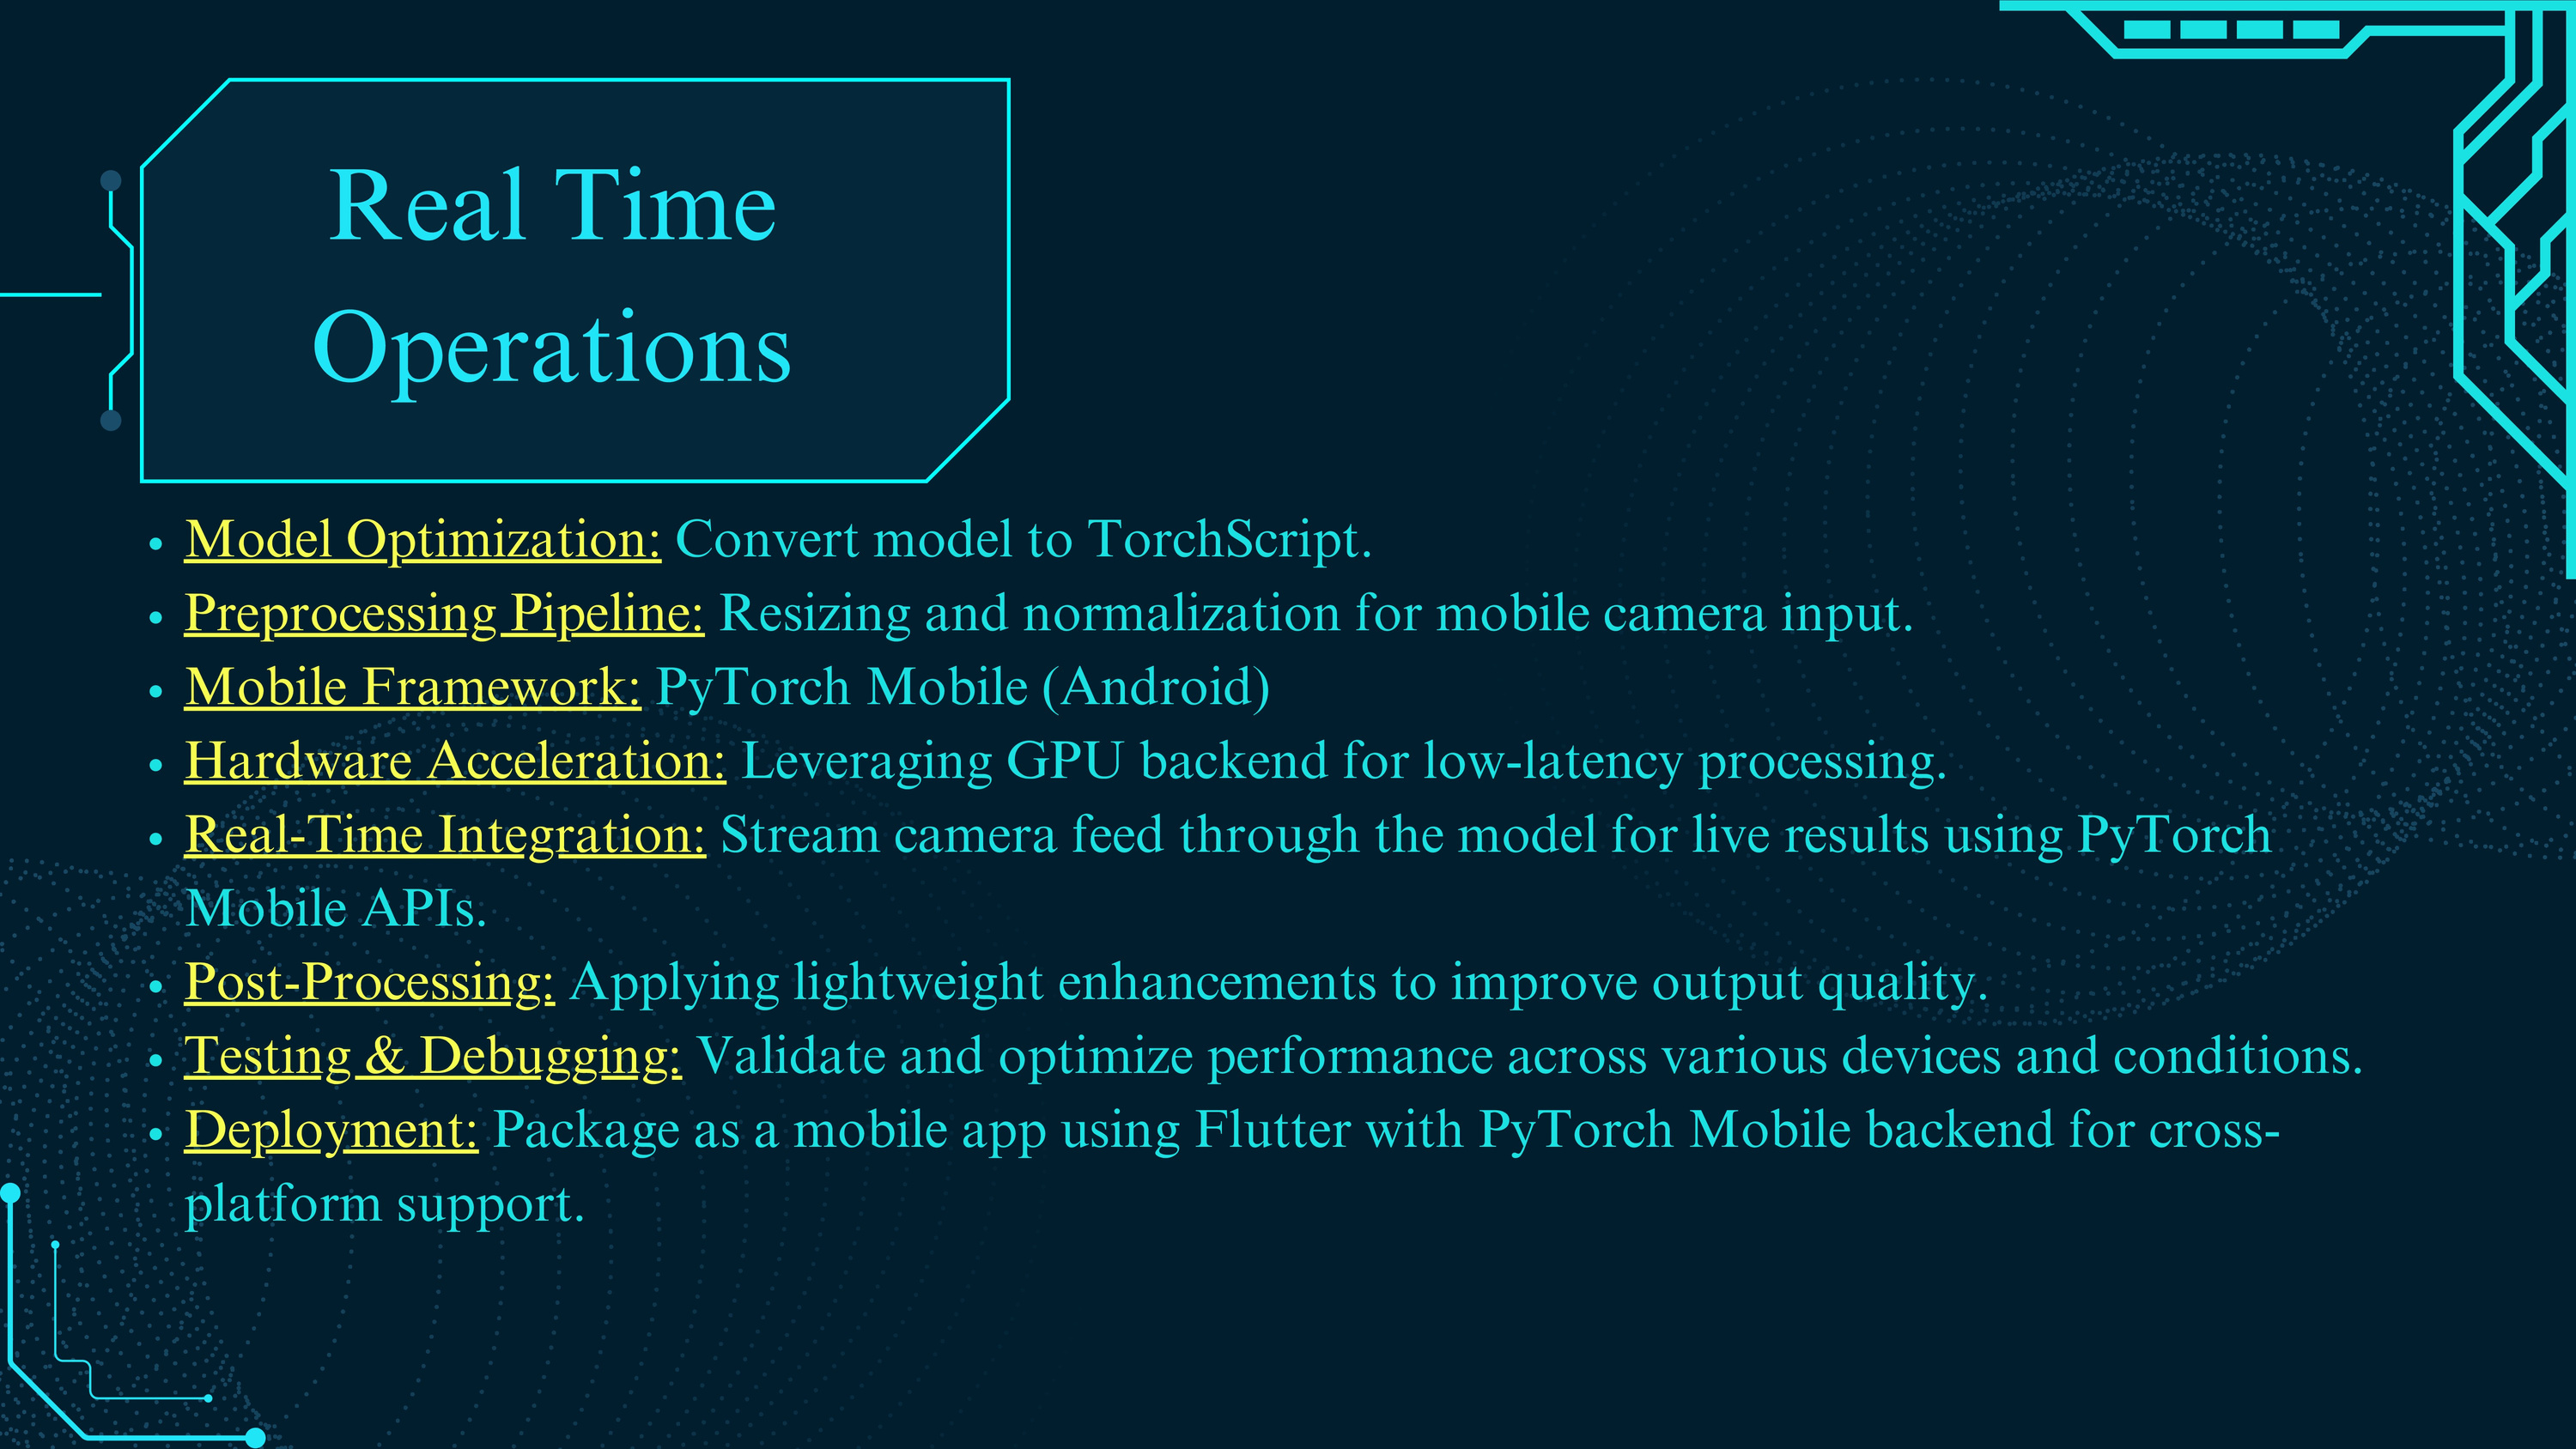 Real Time
Operations
• Model Optimization: Convert model to TorchScript.
• Preprocessing Pipeline: Resizing and normalization for mobile camera input.
• Mobile Framework: PyTorch Mobile (Android)
• Hardware Acceleration: Leveraging GPU backend for low-latency processing.
• Real-Time Integration: Stream camera feed through the model for live results using PyTorch
Mobile APIs.
• Post-Processing: Applying lightweight enhancements to improve output quality.
• Testing & Debugging: Validate and optimize performance across various devices and conditions.
• Deployment: Package as a mobile app using Flutter with PyTorch Mobile backend for cross-
platform support.